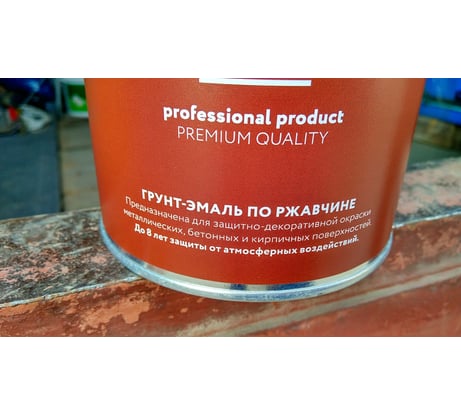 professional product
PREMIUM QUALITY
ГРУНТ-ЭМАЛЬ ПО РЖАВЧИНЕ
Предназначена для защитно-декоративной окраски
металлических, бетонных и кирпичных поверхностей.
До 8 лет защиты от атмосферных воздействий.